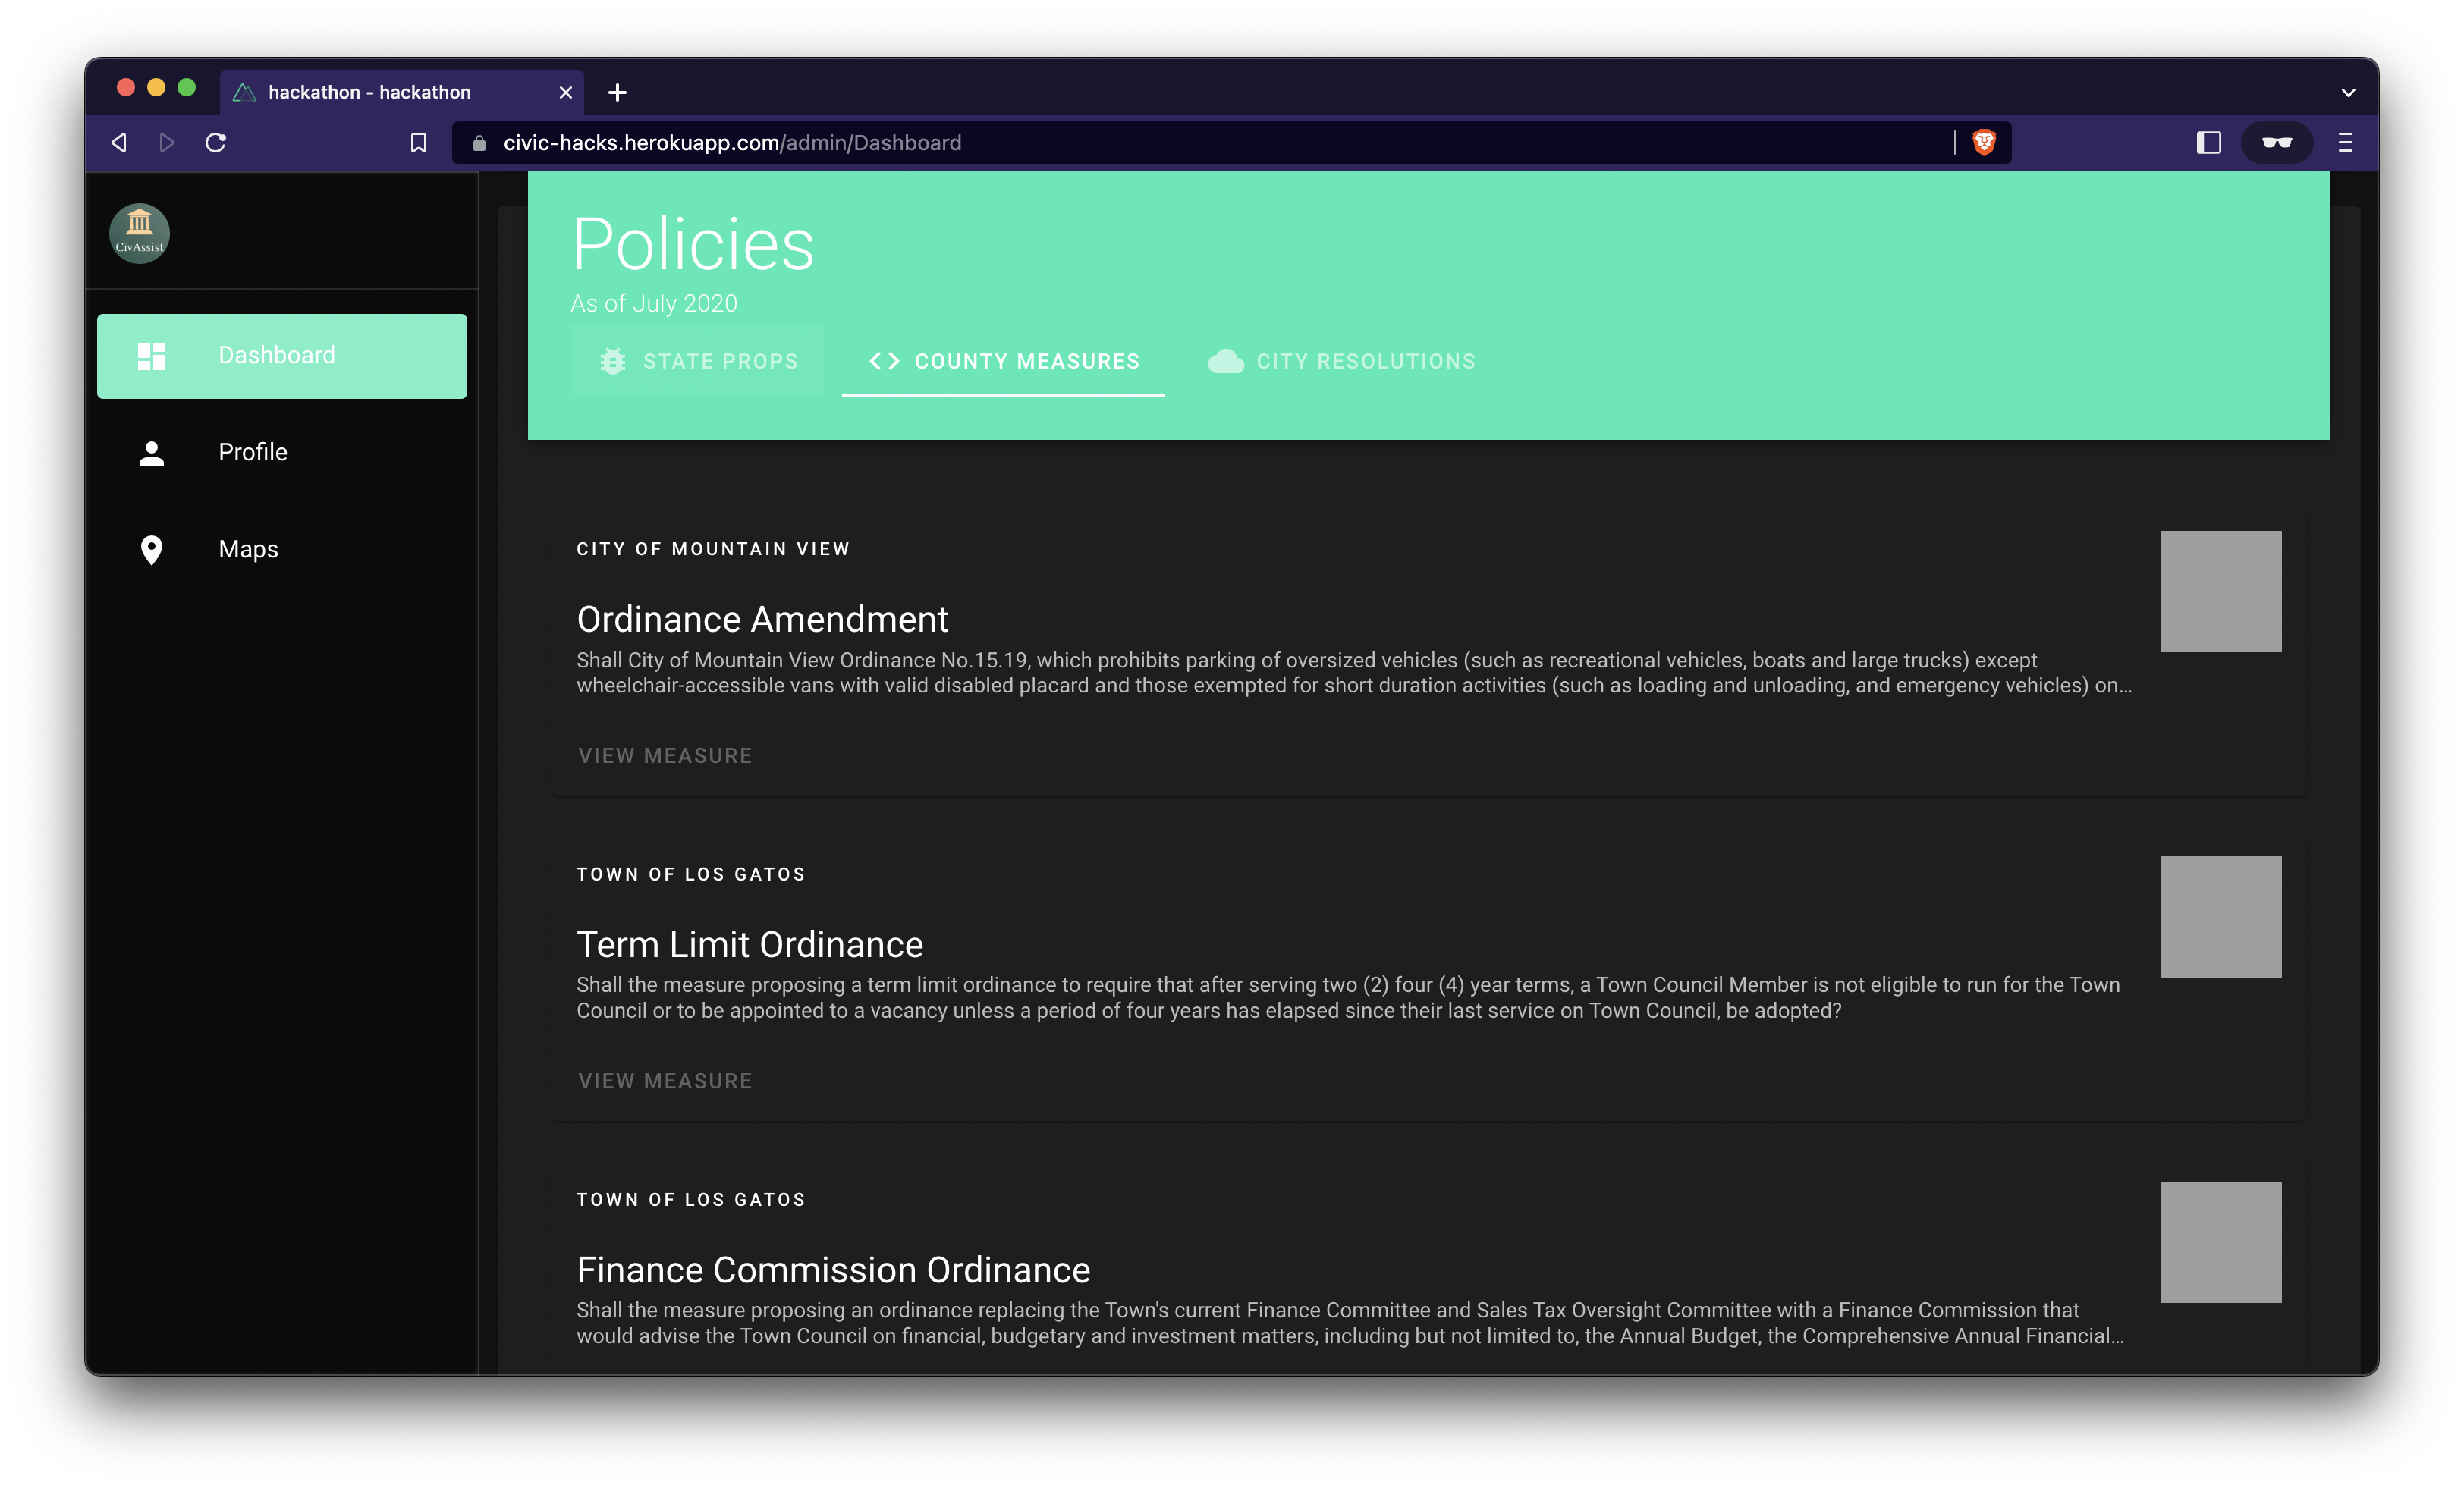 hackathon - hackathon
civic-hacks.herokuapp.com/admin/Dashboard
CivAssist
Dashboard
Profile
Maps
Policies
As of July 2020
STATE PROPS
COUNTY MEASURES
CITY RESOLUTIONS
CITY OF MOUNTAIN VIEW
Ordinance Amendment
Shall City of Mountain View Ordinance No.15.19, which prohibits parking of oversized vehicles (such as recreational vehicles, boats and large trucks) except
wheelchair-accessible vans with valid disabled placard and those exempted for short duration activities (such as loading and unloading, and emergency vehicles) on…
VIEW MEASURE
TOWN OF LOS GATOS
Term Limit Ordinance
Shall the measure proposing a term limit ordinance to require that after serving two (2) four (4) year terms, a Town Council Member is not eligible to run for the Town
Council or to be appointed to a vacancy unless a period of four years has elapsed since their last service on Town Council, be adopted?
VIEW MEASURE
TOWN OF LOS GATOS
Finance Commission Ordinance
Shall the measure proposing an ordinance replacing the Town's current Finance Committee and Sales Tax Oversight Committee with a Finance Commission that
would advise the Town Council on financial, budgetary and investment matters, including but not limited to, the Annual Budget, the Comprehensive Annual Financial…